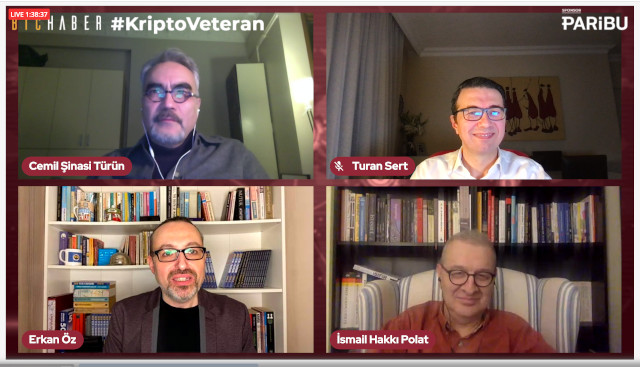 LIVE 1:38:37
BTCHABER #KriptoVeteran
SPONSOR
PARiBU
Cemil Şinasi Türün
Turan Sert
Erkan Öz
İsmail Hakkı Polat